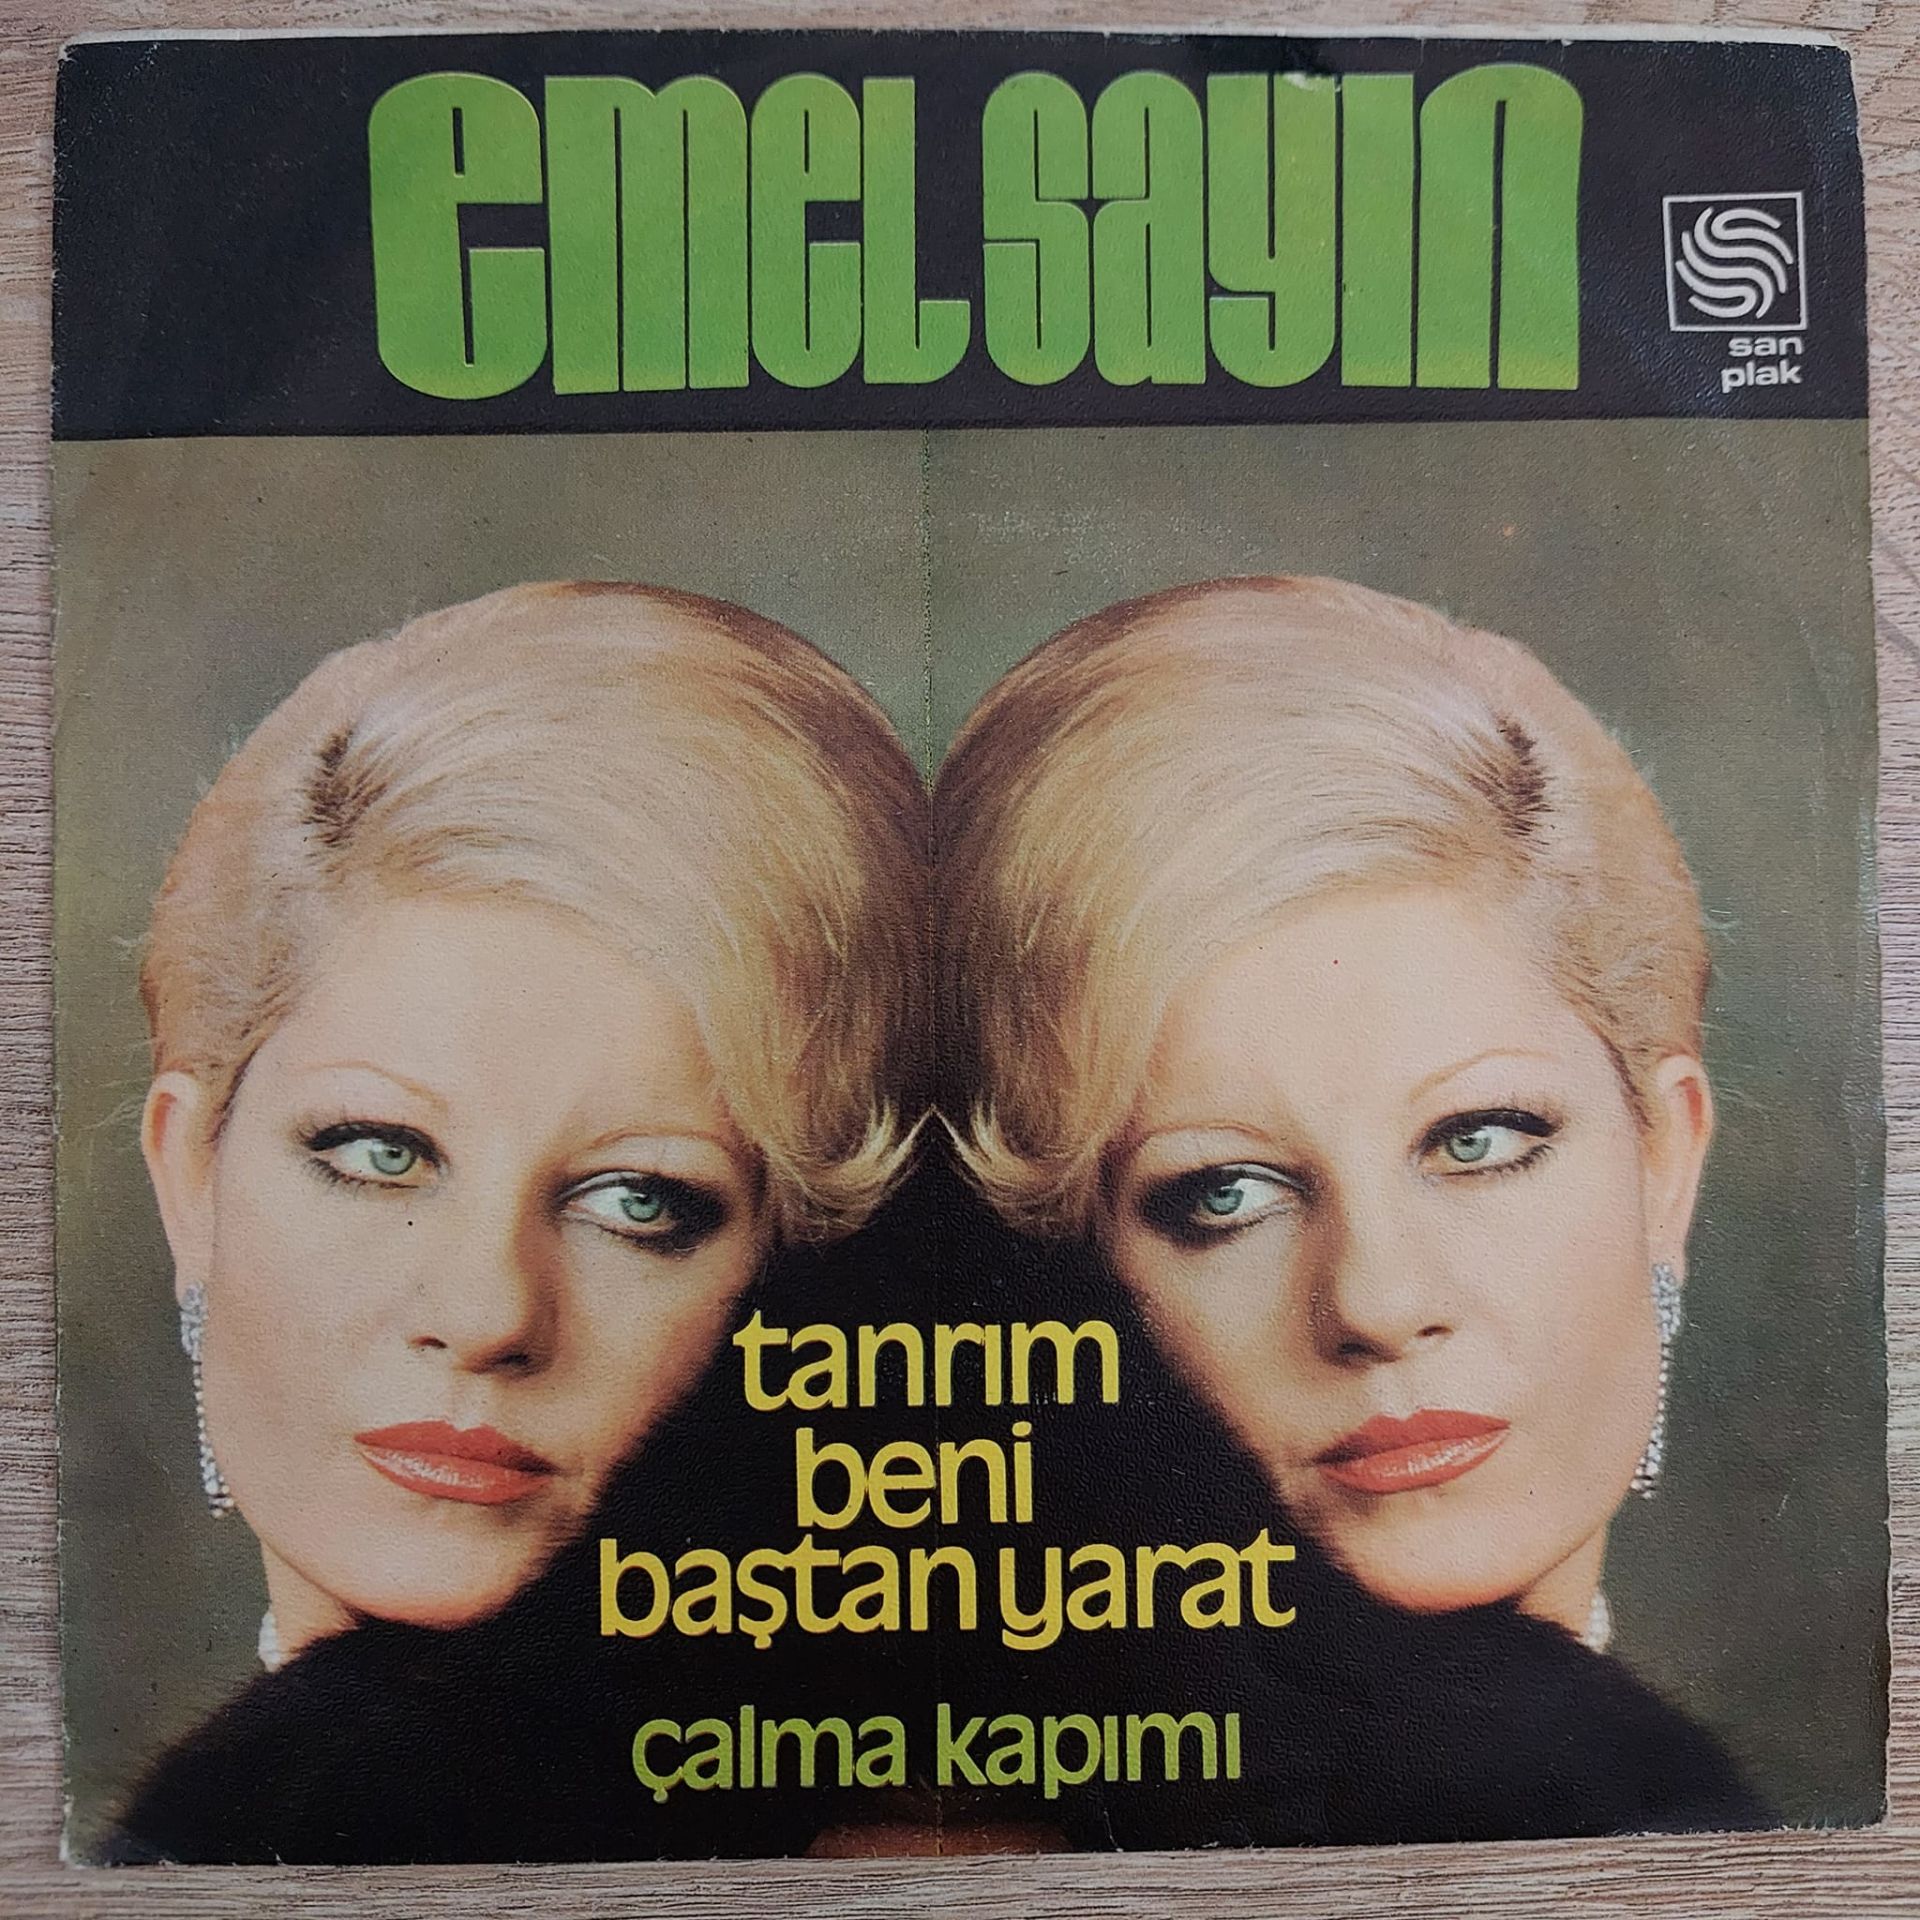 emel sayın
san
plak
tanrım
beni
baştan yarat
çalma kapımı